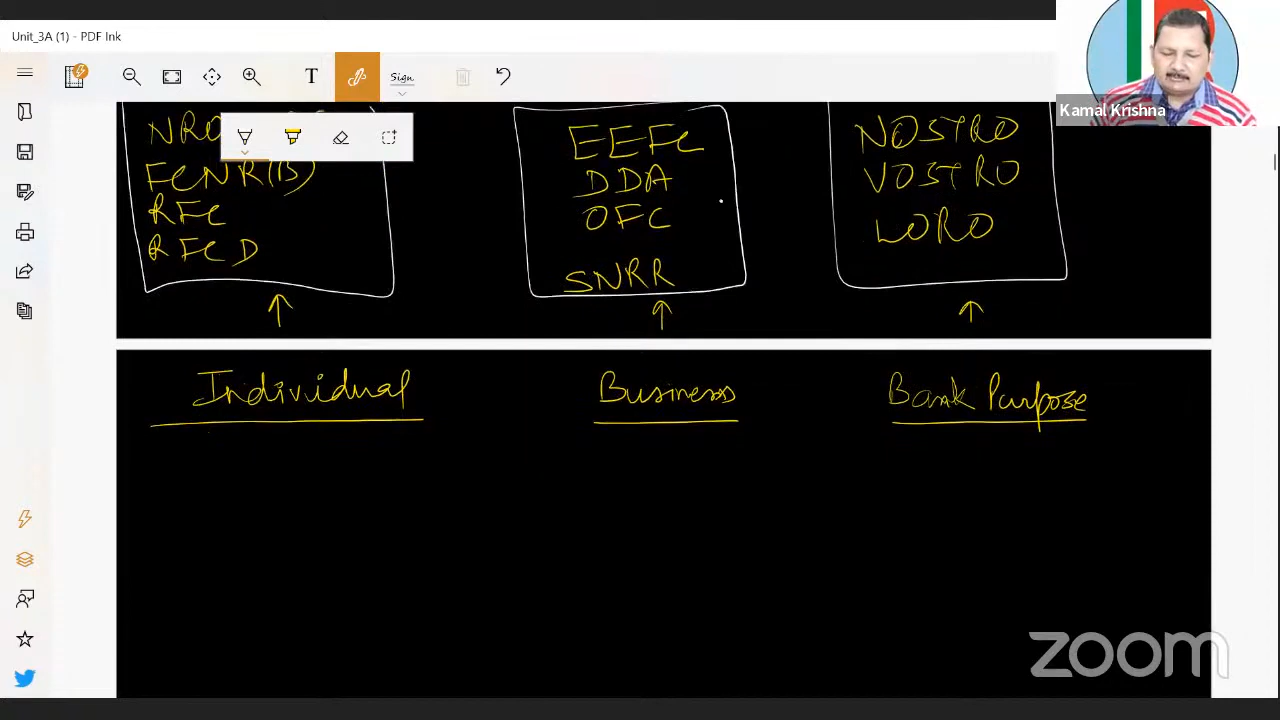 Unit_3A (1) - PDF Ink
Kamal Krishna
T
Sign
NRO
FCNR(B)
RFC
RFC D
EEFC
DDA
OFC
SNRR
NOSTRO
VOSTRO
LORO
Individual
Business
Bank Purpose
zoom